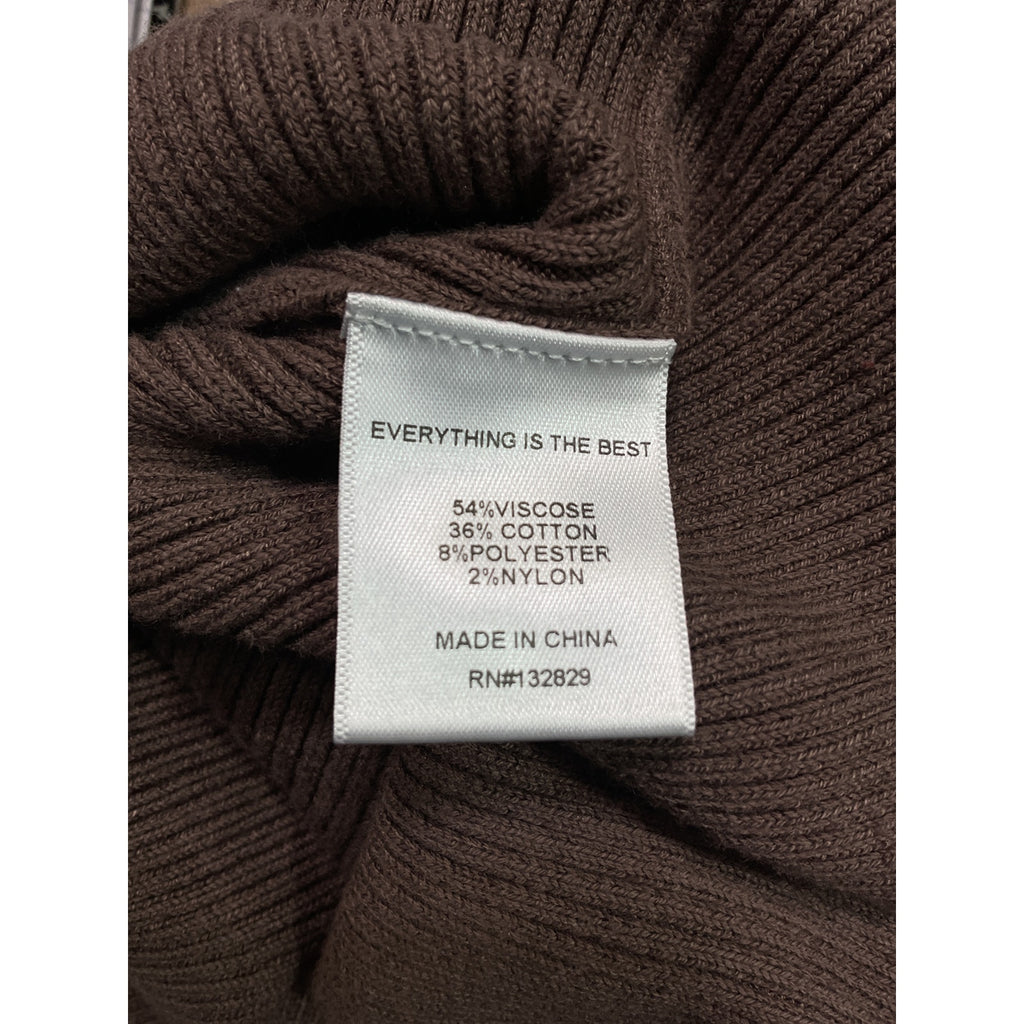 EVERYTHING IS THE BEST
54%VISCOSE
36% COTTON
8%POLYESTER
2%NYLON
MADE IN CHINA
RN#132829